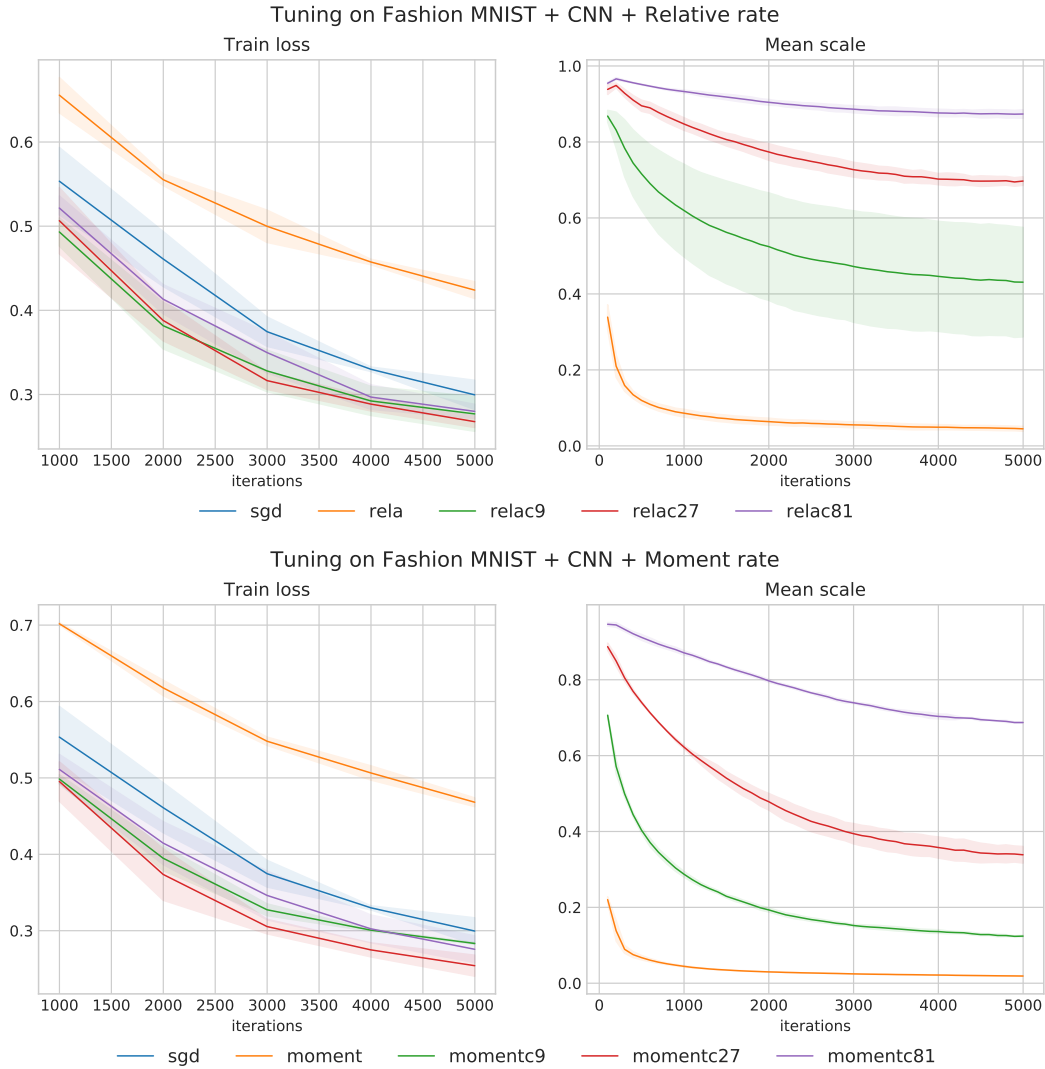 Tuning on Fashion MNIST + CNN + Relative rate
Train loss
0.6
0.5
0.4
0.3
1000 1500 2000 2500 3000 3500 4000 4500 5000
iterations
Mean scale
1.0
0.8
0.6
0.4
0.2
0.0
0 1000 2000 3000 4000 5000
iterations
sgd rela relac9 relac27 relac81
Tuning on Fashion MNIST + CNN + Moment rate
Train loss
0.7
0.6
0.5
0.4
0.3
1000 1500 2000 2500 3000 3500 4000 4500 5000
iterations
Mean scale
0.8
0.6
0.4
0.2
0.0
0 1000 2000 3000 4000 5000
iterations
sgd moment momentc9 momentc27 momentc81